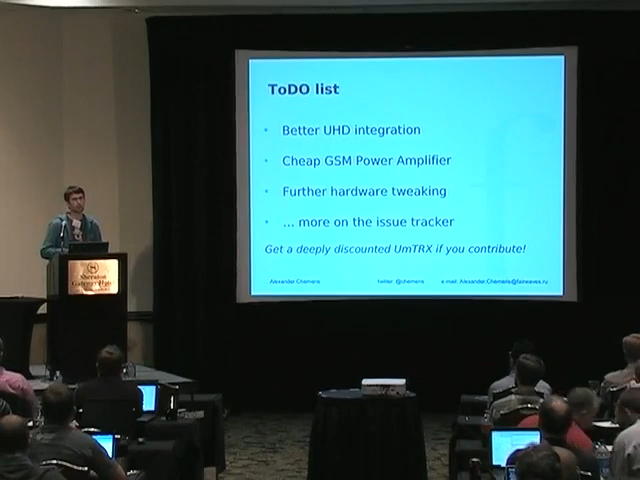 ToDO list
Better UHD integration
Cheap GSM Power Amplifier
Further hardware tweaking
... more on the issue tracker
Get a deeply discounted UmTRX if you contribute!
Alexander.Chemeris twitter: @chemeris e-mail: Alexander.Chemeris@fairwaves.ru
Sheraton